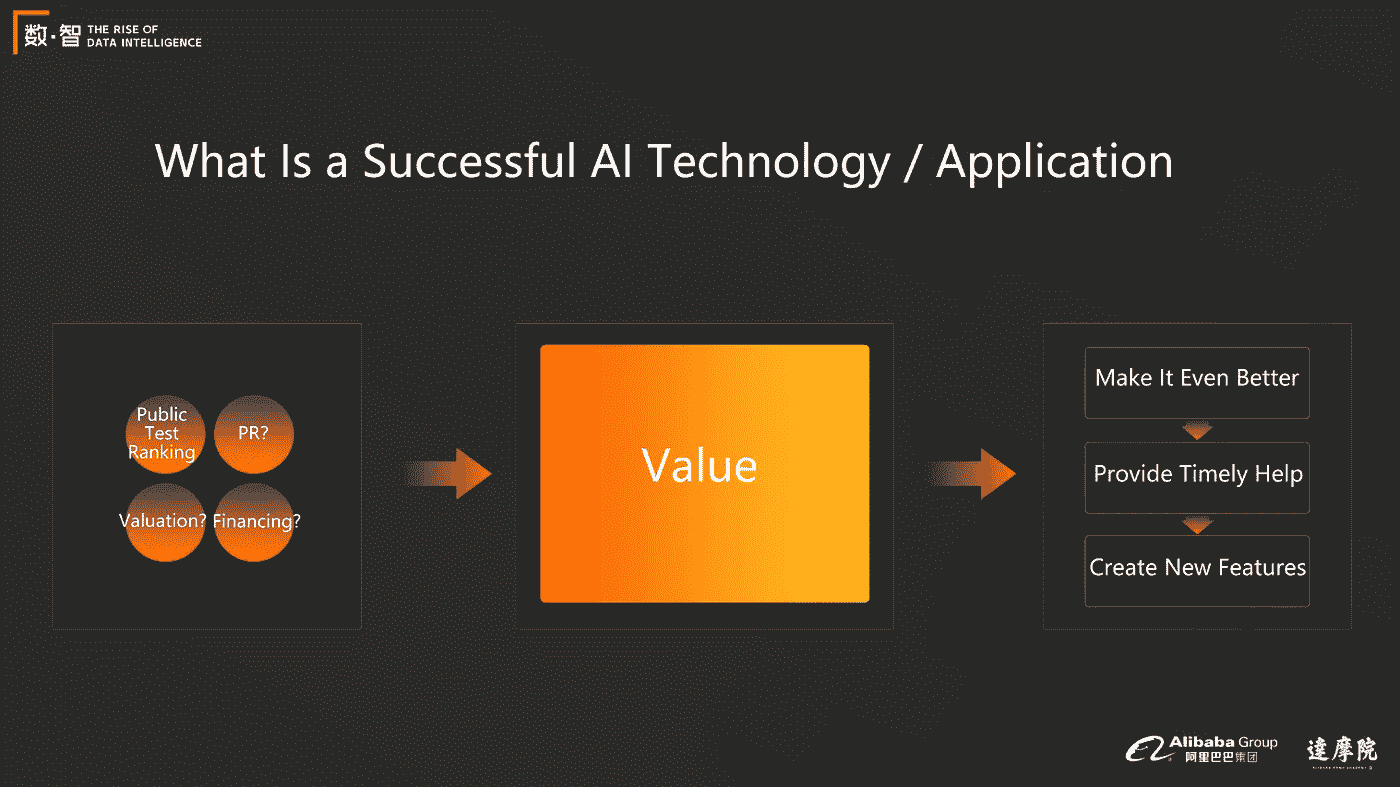 数·智
THE RISE OF
DATA INTELLIGENCE
What Is a Successful AI Technology / Application
Public
Test
Ranking
PR?
Valuation?
Financing?
Value
Make It Even Better
Provide Timely Help
Create New Features
Alibaba Group
阿里巴巴集团
達摩院